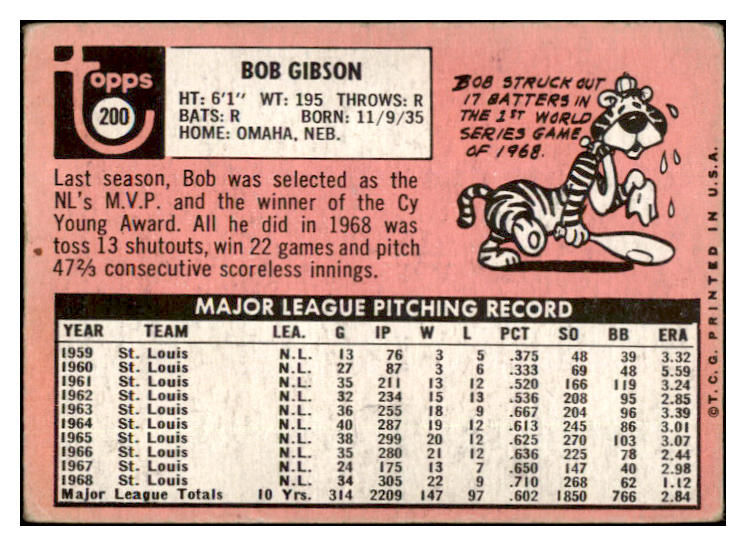 Topps
200
BOB GIBSON
HT: 6'1" WT: 195 THROWS: R
BATS: R BORN: 11/9/35
HOME: OMAHA, NEB.
BOB STRUCK OUT
17 BATTERS IN
THE 1ST WORLD
SERIES GAME
OF 1968.
Last season, Bob was selected as the
NL's M.V.P. and the winner of the Cy
Young Award. All he did in 1968 was
toss 13 shutouts, win 22 games and pitch
47⅔ consecutive scoreless innings.
MAJOR LEAGUE PITCHING RECORD
YEAR TEAM LEA. G IP W L PCT SO BB ERA
1959 St. Louis N.L. 13 76 3 5 .375 48 39 3.32
1960 St. Louis N.L. 27 87 3 6 .333 69 48 5.59
1961 St. Louis N.L. 35 211 13 12 .520 166 119 3.24
1962 St. Louis N.L. 32 234 15 13 .536 208 95 2.85
1963 St. Louis N.L. 36 255 18 9 .667 204 96 3.39
1964 St. Louis N.L. 40 287 19 12 .613 245 86 3.01
1965 St. Louis N.L. 38 299 20 12 .625 270 103 3.07
1966 St. Louis N.L. 35 280 21 12 .636 225 78 2.44
1967 St. Louis N.L. 24 175 13 7 .650 147 40 2.98
1968 St. Louis N.L. 34 305 22 9 .710 268 62 1.12
Major League Totals 10 Yrs. 314 2209 147 97 .602 1850 766 2.84
©T.C.G. PRINTED IN U.S.A.